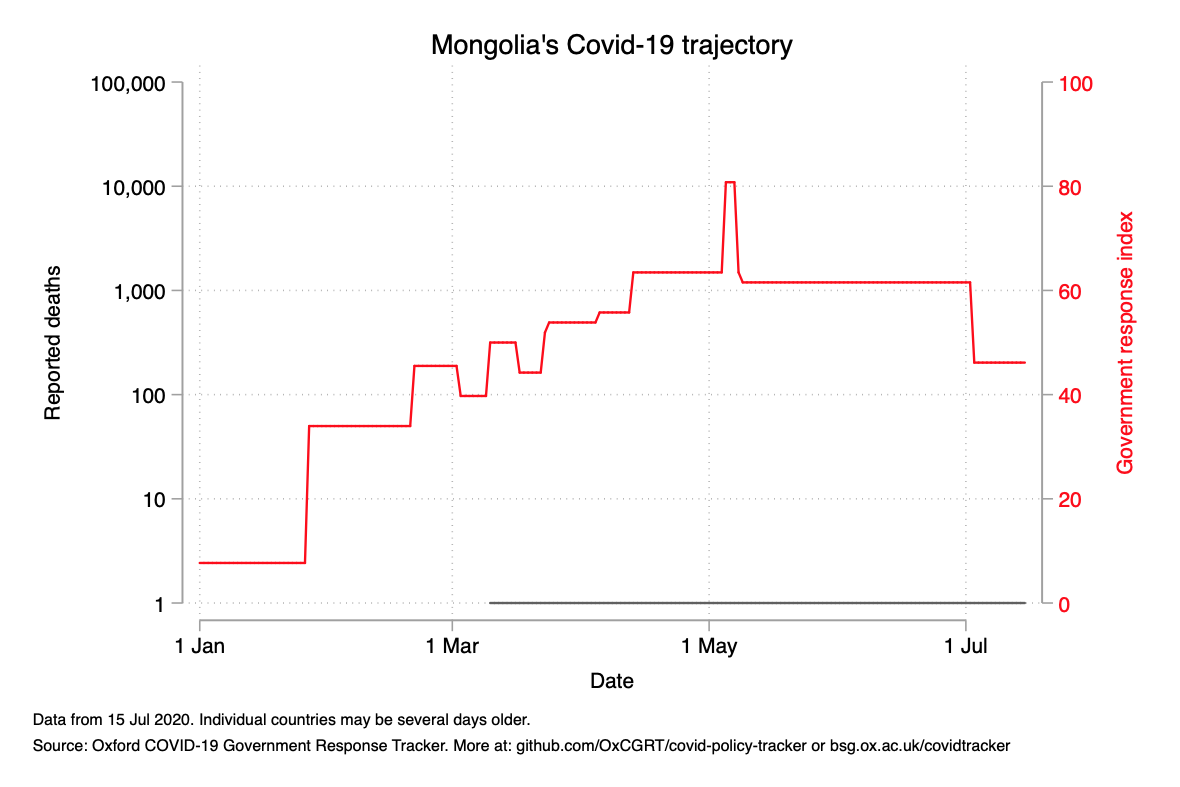 Mongolia's Covid-19 trajectory
100,000
10,000
1,000
100
10
1
Reported deaths
100
80
60
40
20
0
Government response index
1 Jan
1 Mar
1 May
1 Jul
Date
Data from 15 Jul 2020. Individual countries may be several days older.
Source: Oxford COVID-19 Government Response Tracker. More at: github.com/OxCGRT/covid-policy-tracker or bsg.ox.ac.uk/covidtracker